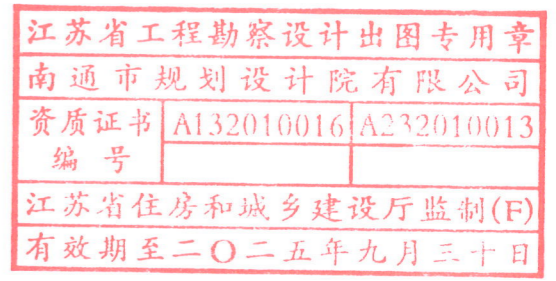 江苏省工程勘察设计出图专用章
南通市规划设计院有限公司
资质证书编号 A132010016 A232010013
江苏省住房和城乡建设厅监制(F)
有效期至二〇二五年九月三十日